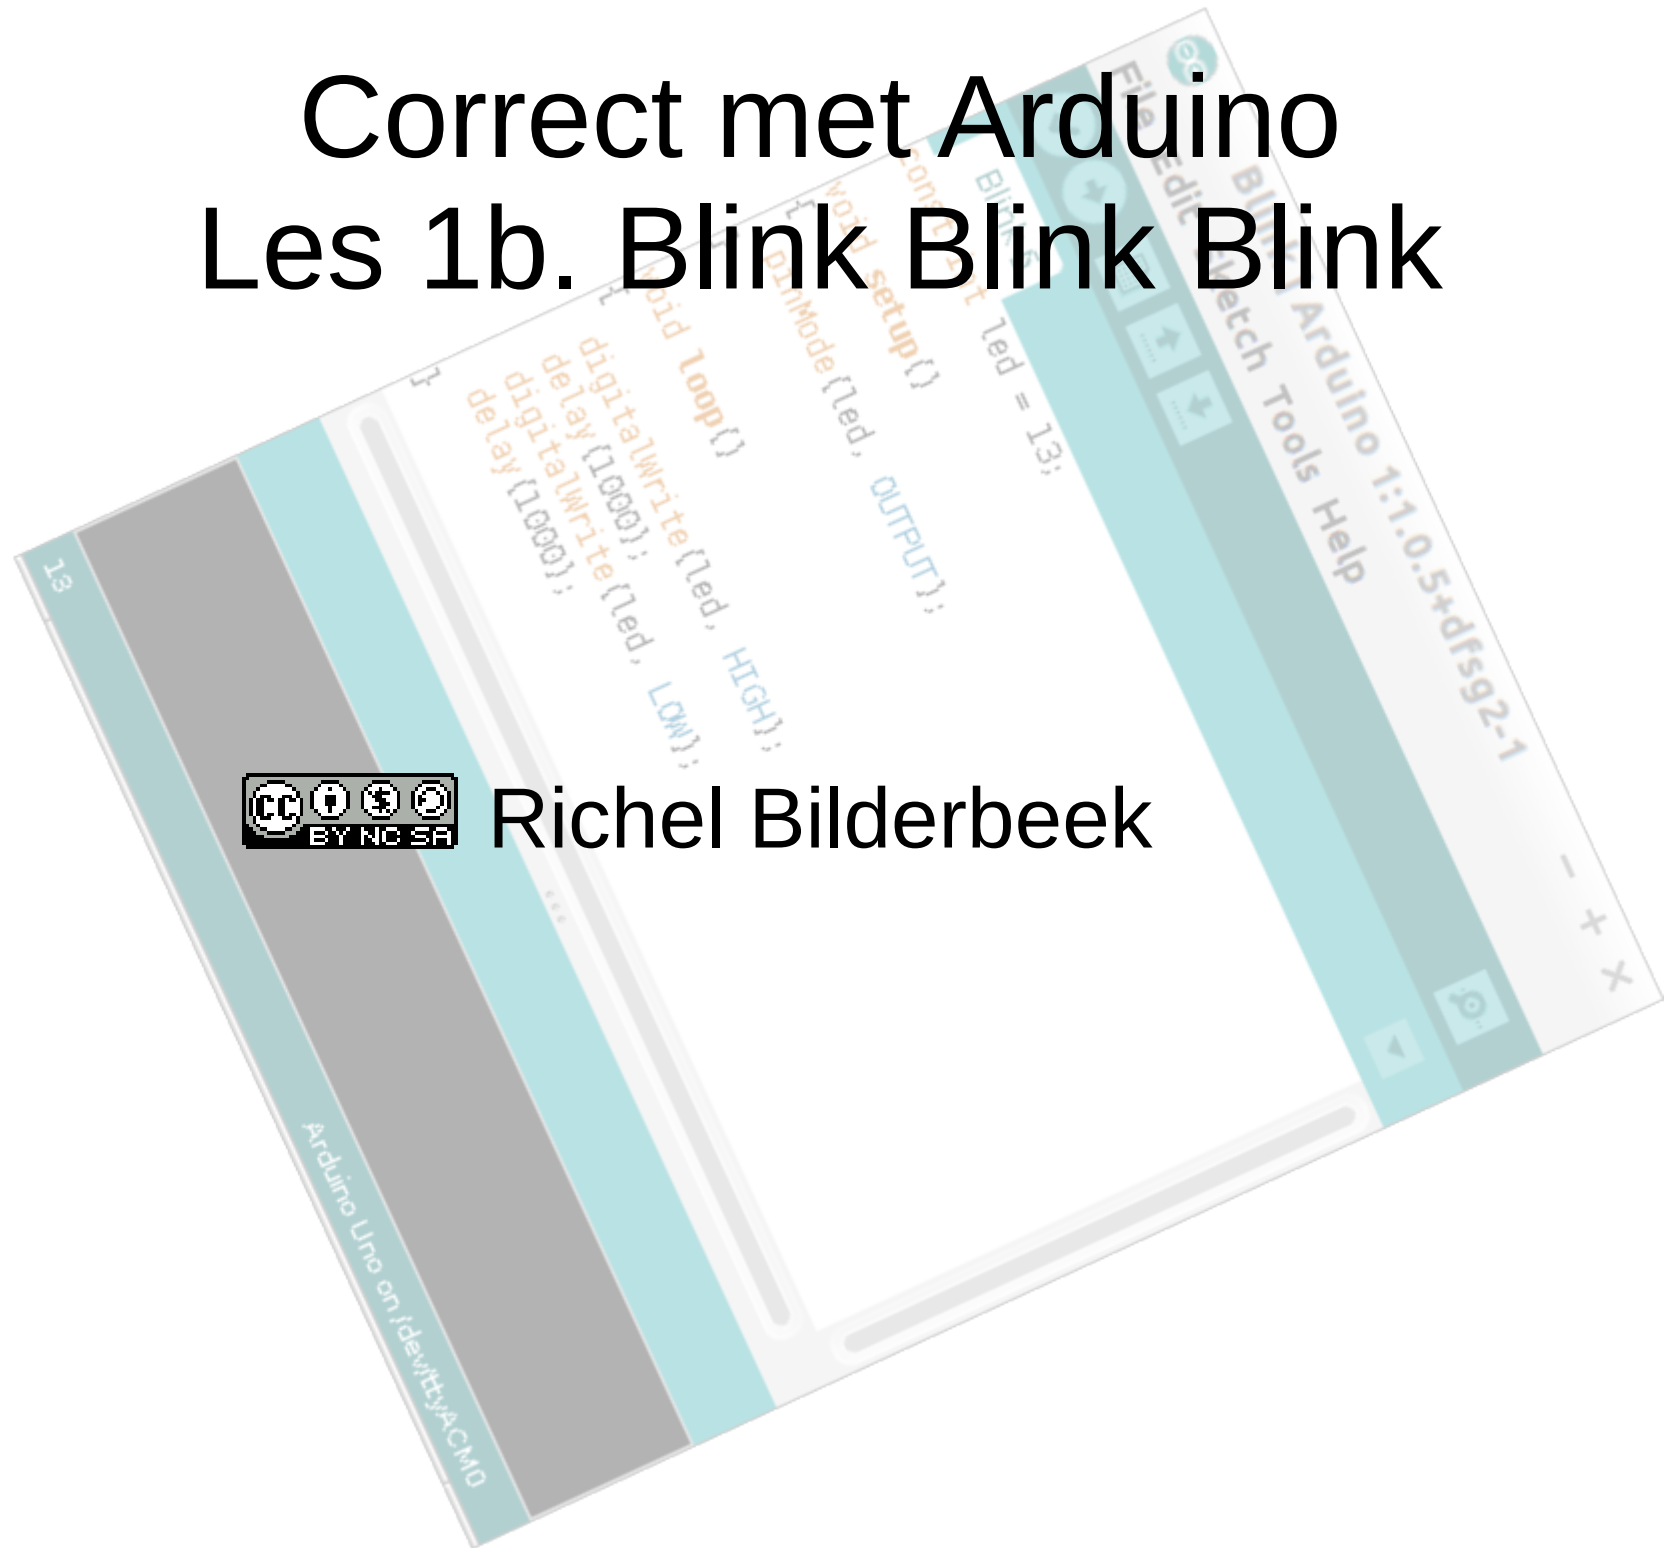 Correct met Arduino
Les 1b. Blink Blink Blink
CC BY NC SA Richel Bilderbeek
Blink | Arduino 1:1.0.5+dfsg2-1
File Edit Sketch Tools Help
const int led = 13;
void setup()
{
pinMode(led, OUTPUT);
}
void loop()
{
digitalWrite(led, HIGH);
delay(1000);
digitalWrite(led, LOW);
delay(1000);
}
13
Arduino Uno on /dev/ttyACM0